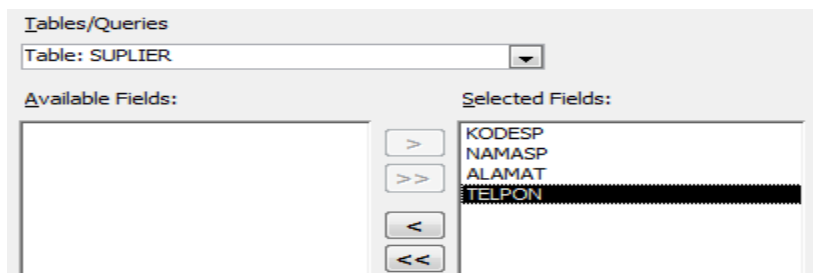 Tables/Queries
Table: SUPLIER
Available Fields:
Selected Fields:
>
>>
<
<<
KODESP
NAMASP
ALAMAT
TELPON